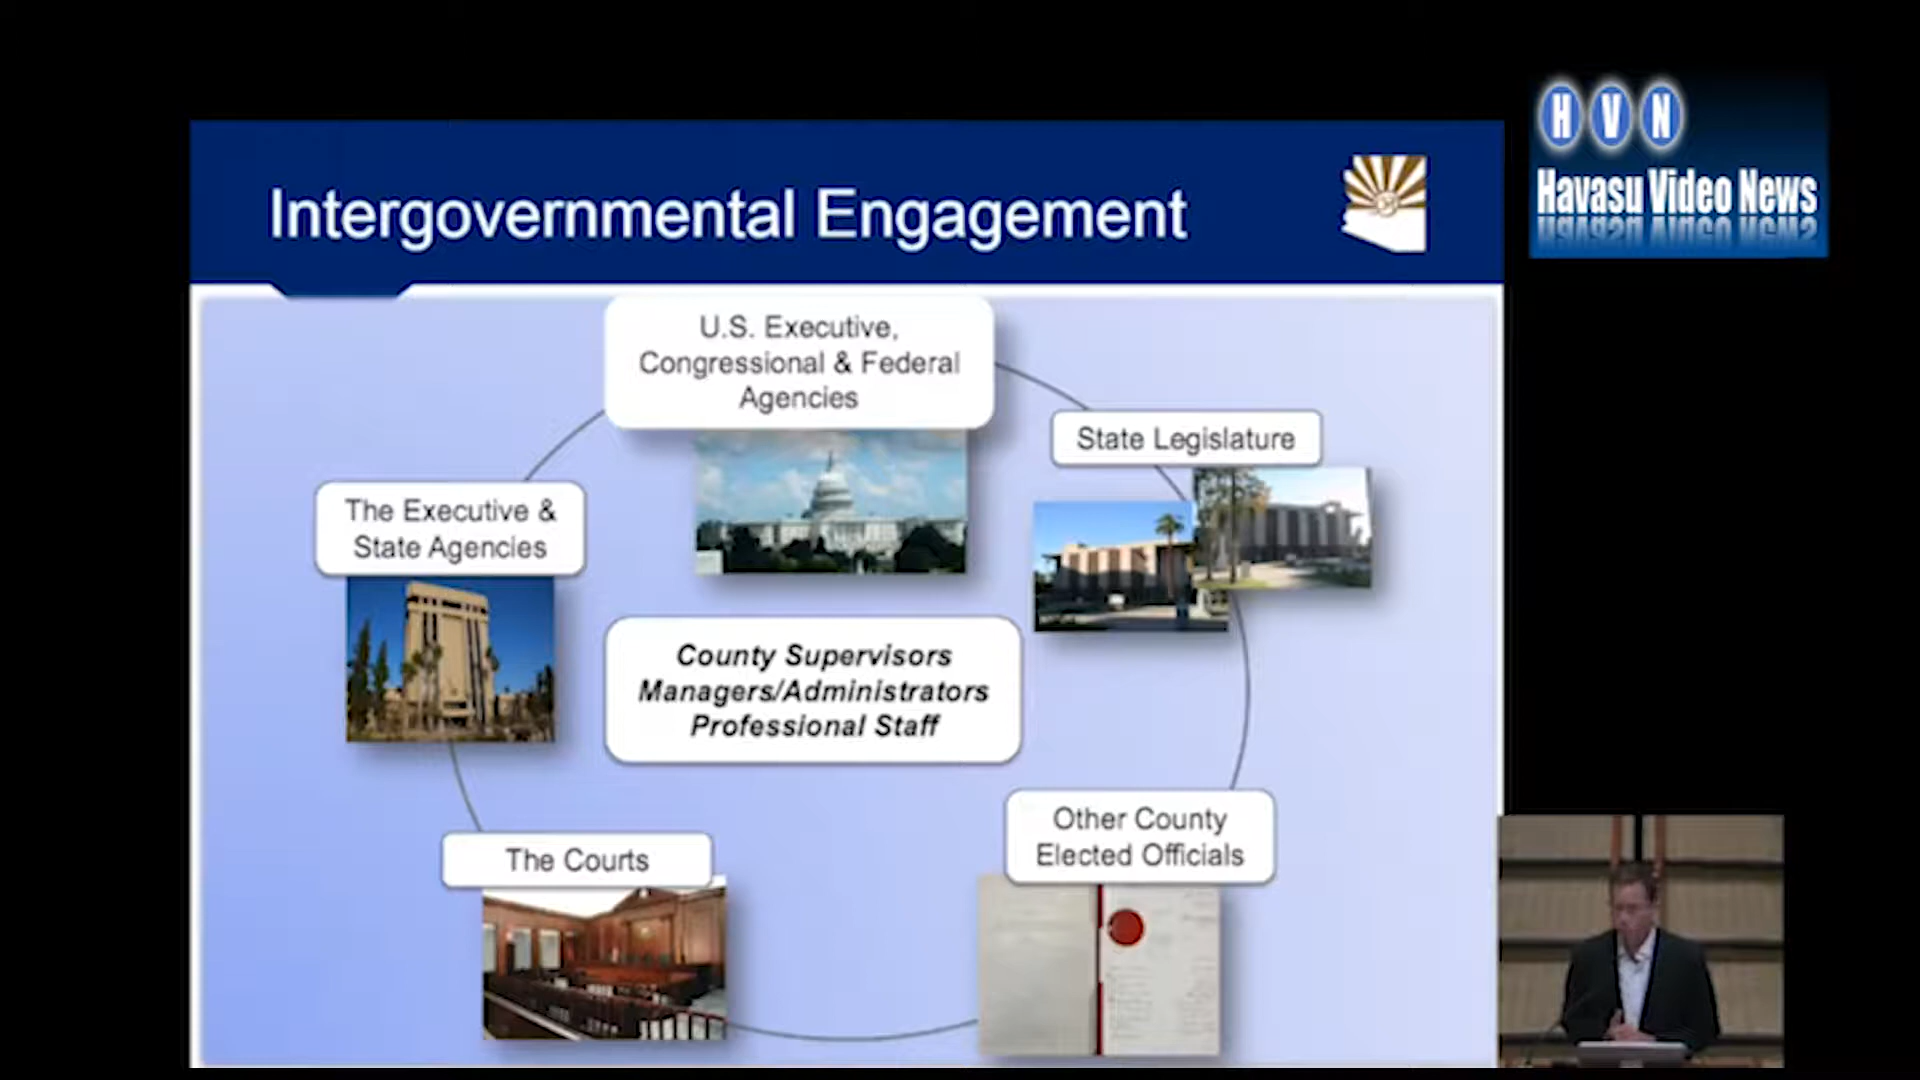 H V N
Havasu Video News
Intergovernmental Engagement
U.S. Executive,
Congressional & Federal
Agencies
State Legislature
The Executive &
State Agencies
County Supervisors
Managers/Administrators
Professional Staff
Other County
Elected Officials
The Courts